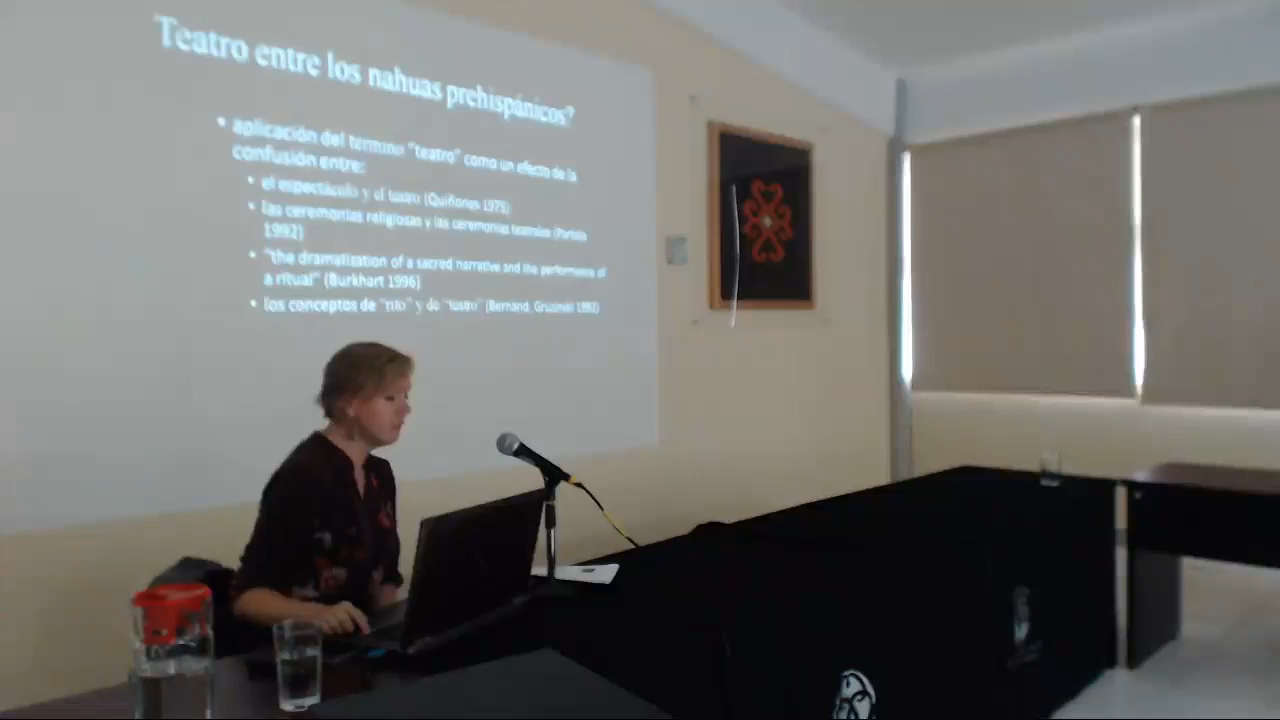 Teatro entre los nahuas prehispánicos?
• aplicación del termino "teatro" como un efecto de la
confusión entre:
• el espectáculo y el teatro (Quiñones 1975)
• las ceremonias religiosas y las ceremonias teatrales (Partida
1992)
• "the dramatization of a sacred narrative and the performance of
a ritual" (Burkhart 1996)
• los conceptos de "rito" y de "teatro" (Bernand, Gruzinski 1992)